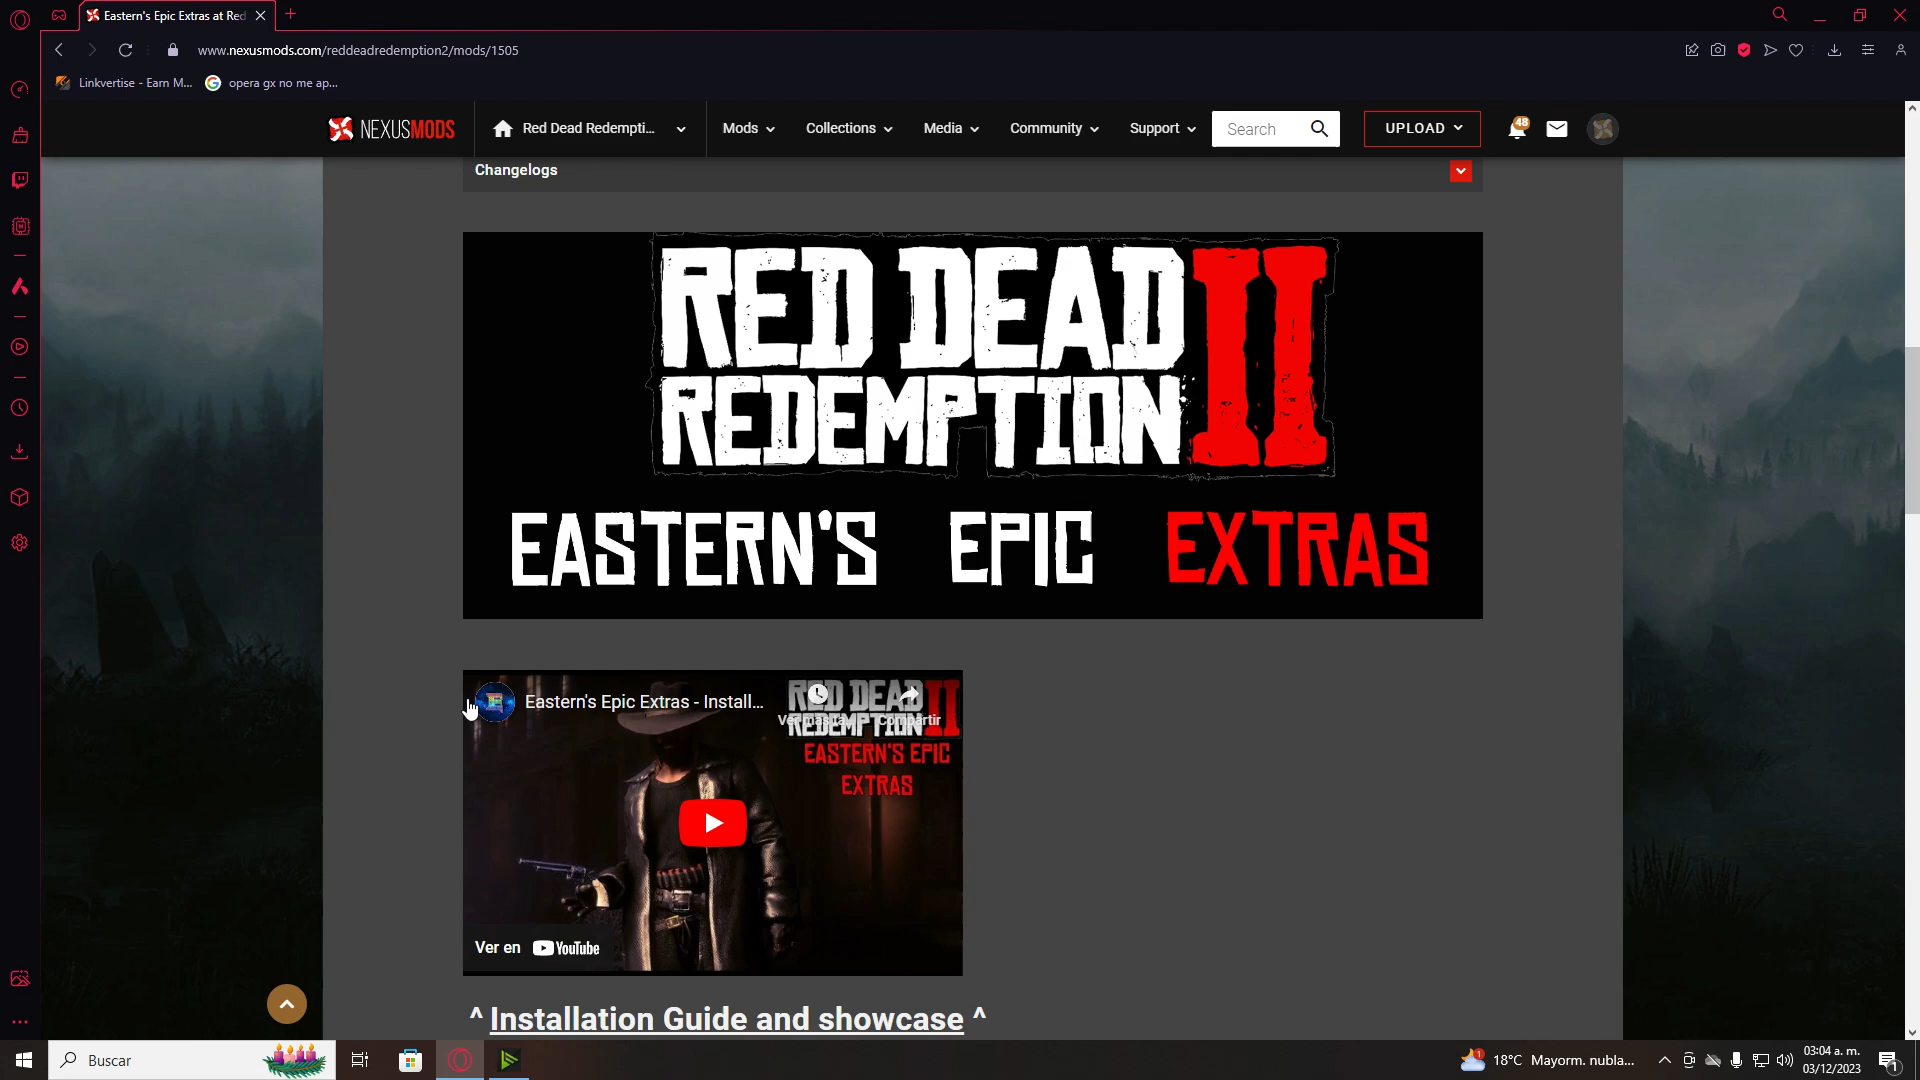 Eastern's Epic Extras at Red
www.nexusmods.com/reddeadredemption2/mods/1505
Linkvertise - Earn M...
opera gx no me ap...
NEXUSMODS
Red Dead Redempti...
Mods
Collections
Media
Community
Support
Search
UPLOAD
48
Changelogs
RED DEAD
REDEMPTION II
EASTERN'S EPIC EXTRAS
Eastern's Epic Extras - Install...
RED DEAD
REDEMPTION II
Compartir
EASTERN'S EPIC
EXTRAS
Ver en YouTube
^ Installation Guide and showcase ^
Buscar
1
18°C Mayorm. nubla...
03:04 a. m.
03/12/2023
1